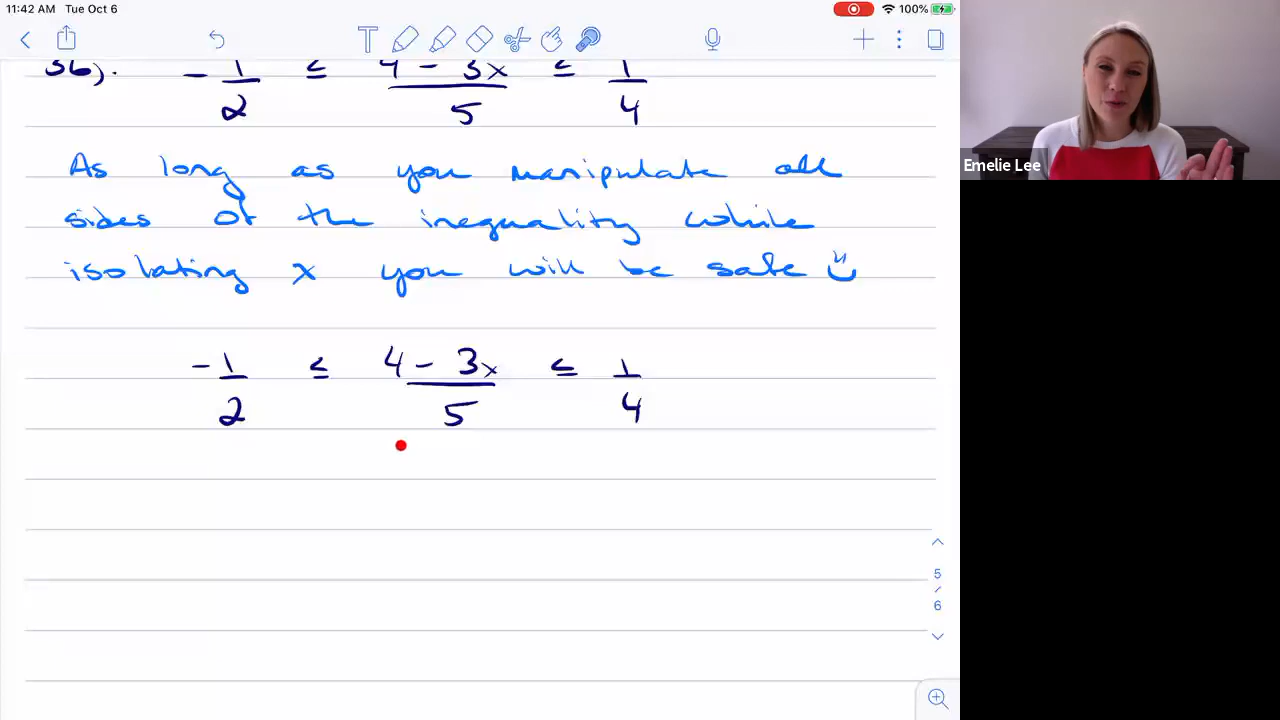 11:42 AM Tue Oct 6
100%
T
36). - 1/2 ≤ (4 - 3x)/5 ≤ 1/4
Emelie Lee
As long as you manipulate all
sides of the inequality while
isolating x you will be safe
- 1/2 ≤ (4 - 3x)/5 ≤ 1/4
5
/
6